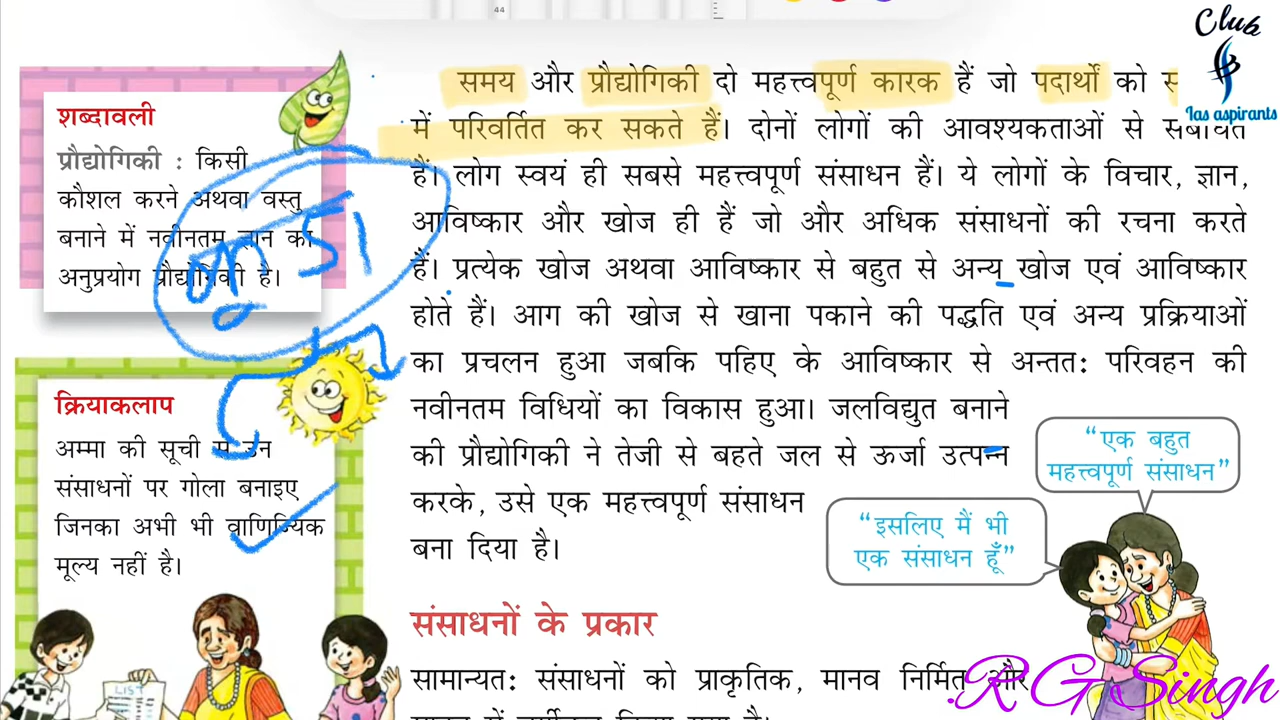 44
Club
Ias aspirants
शब्दावली
प्रौद्योगिकी : किसी
कौशल करने अथवा वस्तु
बनाने में नवीनतम ज्ञान का
अनुप्रयोग प्रौद्योगिकी है।
क्रियाकलाप
अम्मा की सूची से उन
संसाधनों पर गोला बनाइए
जिनका अभी भी वाणिज्यिक
मूल्य नहीं है।
LIST
समय और प्रौद्योगिकी दो महत्त्वपूर्ण कारक हैं जो पदार्थों को
में परिवर्तित कर सकते हैं। दोनों लोगों की आवश्यकताओं से संबंधित
हैं। लोग स्वयं ही सबसे महत्त्वपूर्ण संसाधन हैं। ये लोगों के विचार, ज्ञान,
आविष्कार और खोज ही हैं जो और अधिक संसाधनों की रचना करते
हैं। प्रत्येक खोज अथवा आविष्कार से बहुत से अन्य खोज एवं आविष्कार
होते हैं। आग की खोज से खाना पकाने की पद्धति एवं अन्य प्रक्रियाओं
का प्रचलन हुआ जबकि पहिए के आविष्कार से अन्तत: परिवहन की
नवीनतम विधियों का विकास हुआ। जलविद्युत बनाने
की प्रौद्योगिकी ने तेजी से बहते जल से ऊर्जा उत्पन्न
करके, उसे एक महत्त्वपूर्ण संसाधन
बना दिया है।
“एक बहुत
महत्त्वपूर्ण संसाधन”
“इसलिए मैं भी
एक संसाधन हूँ”
संसाधनों के प्रकार
सामान्यत: संसाधनों को प्राकृतिक, मानव निर्मित और
R G Singh